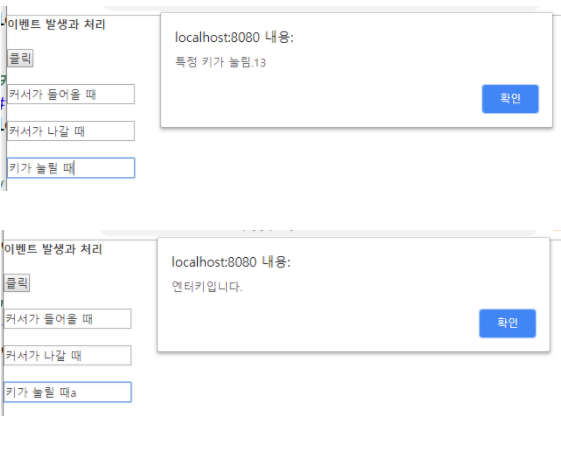 이벤트 발생과 처리
클릭
커서가 들어올 때
커서가 나갈 때
키가 눌릴 때
localhost:8080 내용:
특정 키가 눌림.13
확인
이벤트 발생과 처리
클릭
커서가 들어올 때
커서가 나갈 때
키가 눌릴 때a
localhost:8080 내용:
엔터키입니다.
확인